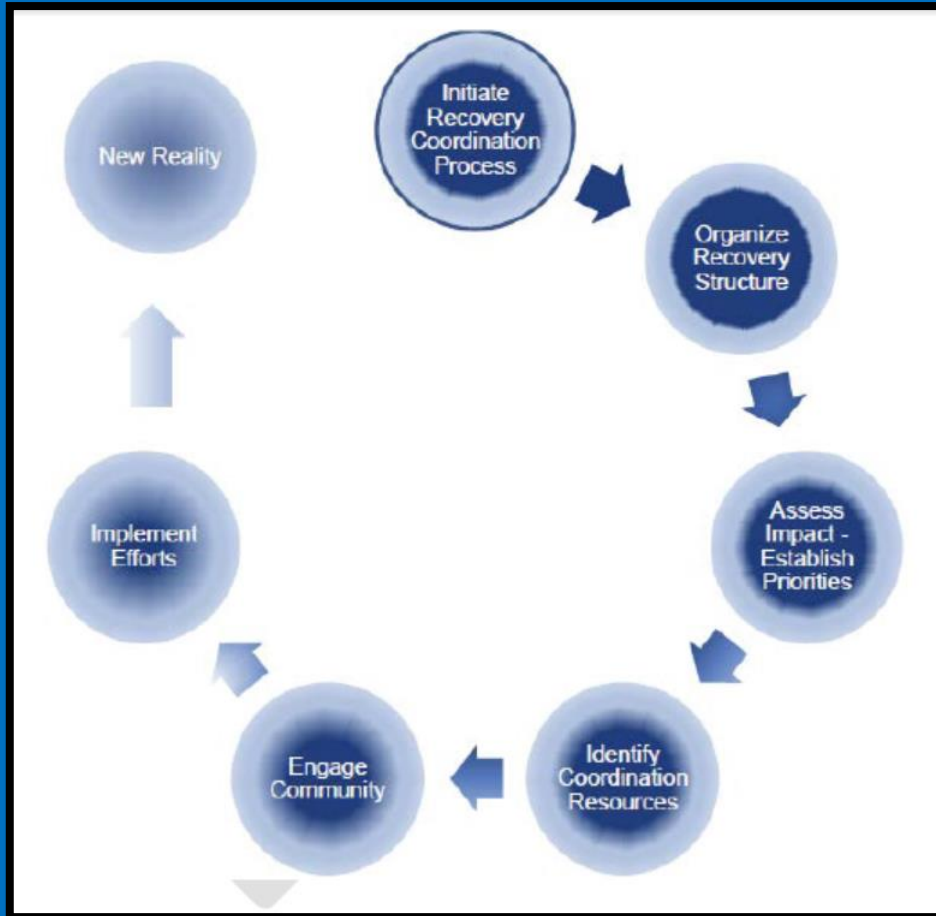 Initiate
Recovery
Coordination
Process
Organize
Recovery
Structure
Assess
Impact -
Establish
Priorities
Identify
Coordination
Resources
Engage
Community
Implement
Efforts
New Reality